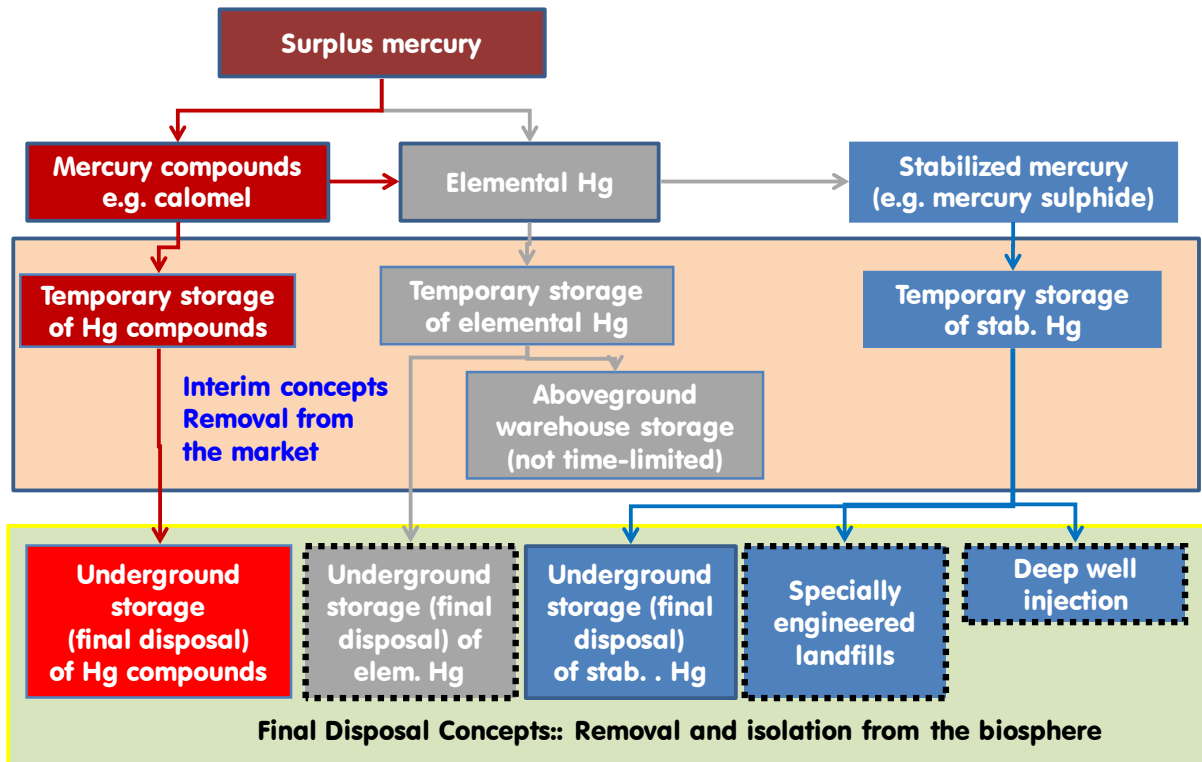 Surplus mercury
Mercury compounds
e.g. calomel
Elemental Hg
Stabilized mercury
(e.g. mercury sulphide)
Temporary storage
of Hg compounds
Temporary storage
of elemental Hg
Temporary storage
of stab. Hg
Interim concepts
Removal from
the market
Aboveground
warehouse storage
(not time-limited)
Underground
storage
(final disposal)
of Hg compounds
Underground
storage (final
disposal) of
elem. Hg
Underground
storage (final
disposal)
of stab. . Hg
Specially
engineered
landfills
Deep well
injection
Final Disposal Concepts:: Removal and isolation from the biosphere